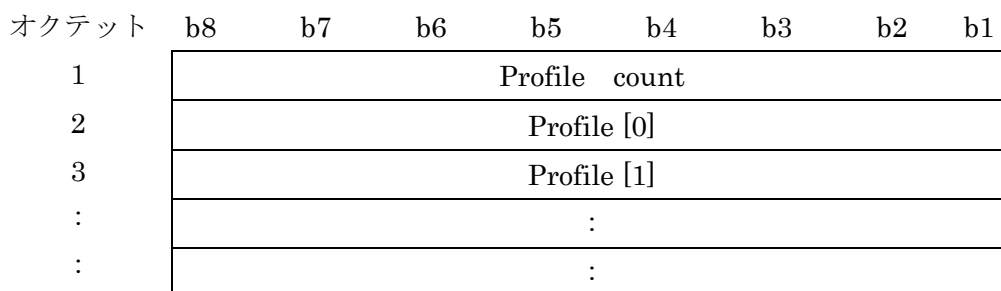 オクテット b8 b7 b6 b5 b4 b3 b2 b1
1 Profile count
2 Profile [0]
3 Profile [1]
: :
: :